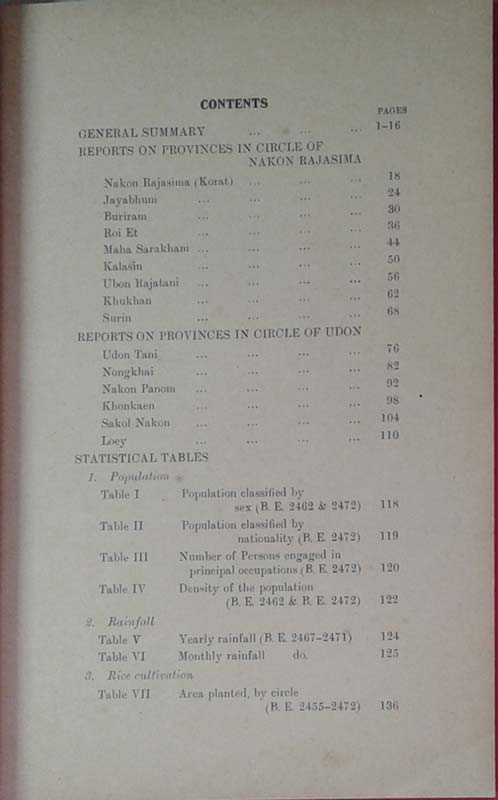 CONTENTS
PAGES
GENERAL SUMMARY ... ... ... 1-16
REPORTS ON PROVINCES IN CIRCLE OF
NAKON RAJASIMA
Nakon Rajasima (Korat) ... ... ... 18
Jayabhum ... ... ... ... 24
Buriram ... ... ... ... 30
Roi Et ... ... ... ... 36
Maha Sarakham ... ... ... ... 44
Kalasin ... ... ... ... 50
Ubon Rajatani ... ... ... ... 56
Khukhan ... ... ... ... 62
Surin ... ... ... ... 68
REPORTS ON PROVINCES IN CIRCLE OF UDON
Udon Tani ... ... ... ... 76
Nongkhai ... ... ... ... 82
Nakon Panom ... ... ... ... 92
Khonkaen ... ... ... ... 98
Sakol Nakon ... ... ... ... 104
Loey ... ... ... ... 110
STATISTICAL TABLES
1. Population
Table I Population classified by
sex (B. E. 2462 & 2472) 118
Table II Population classified by
nationality (B. E. 2472) 119
Table III Number of Persons engaged in
principal occupations (B. E. 2472) 120
Table IV Density of the population
(B. E. 2462 & B. E. 2472) 122
2. Rainfall
Table V Yearly rainfall (B. E. 2467-2471) 124
Table VI Monthly rainfall do. 125
3. Rice cultivation
Table VII Area planted, by circle
(B. E. 2455-2472) 136